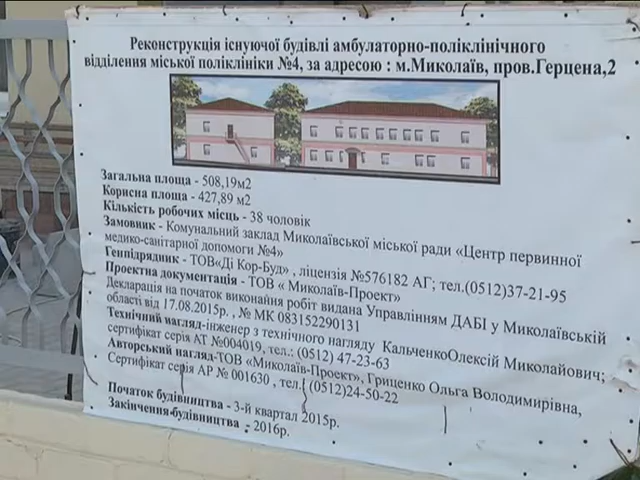 Реконструкція існуючої будівлі амбулаторно-поліклінічного
відділення міської поліклініки №4, за адресою : м.Миколаїв, пров.Герцена,2
Загальна площа - 508,19м2
Корисна площа - 427,89 м2
Кількість робочих місць - 38 чоловік
Замовник - Комунальний заклад Миколаївської міської ради «Центр первинної
медико-санітарної допомоги №4»
Генпідрядник - ТОВ«Ді Кор-Буд» , ліцензія №576182 АГ; тел.(0512)37-21-95
Проектна документація - ТОВ « Миколаїв-Проект»
Декларація на початок виконайня робіт видана Управлінням ДАБІ у Миколаївській
області від 17.08.2015р. , № МК 083152290131
Технічний нагляд-інженер з технічного нагляду КальченкоОлексій Миколайович;
сертифікат серія АТ №004019, тел.: (0512) 47-23-63
Авторський нагляд-ТОВ «Миколаїв-Проект», Гриценко Ольга Володимирівна,
Сертифікат серія АР № 001630 , тел. (0512)24-50-22
Початок будівництва - 3-й квартал 2015р.
Закінчення будівництва - 2016р.